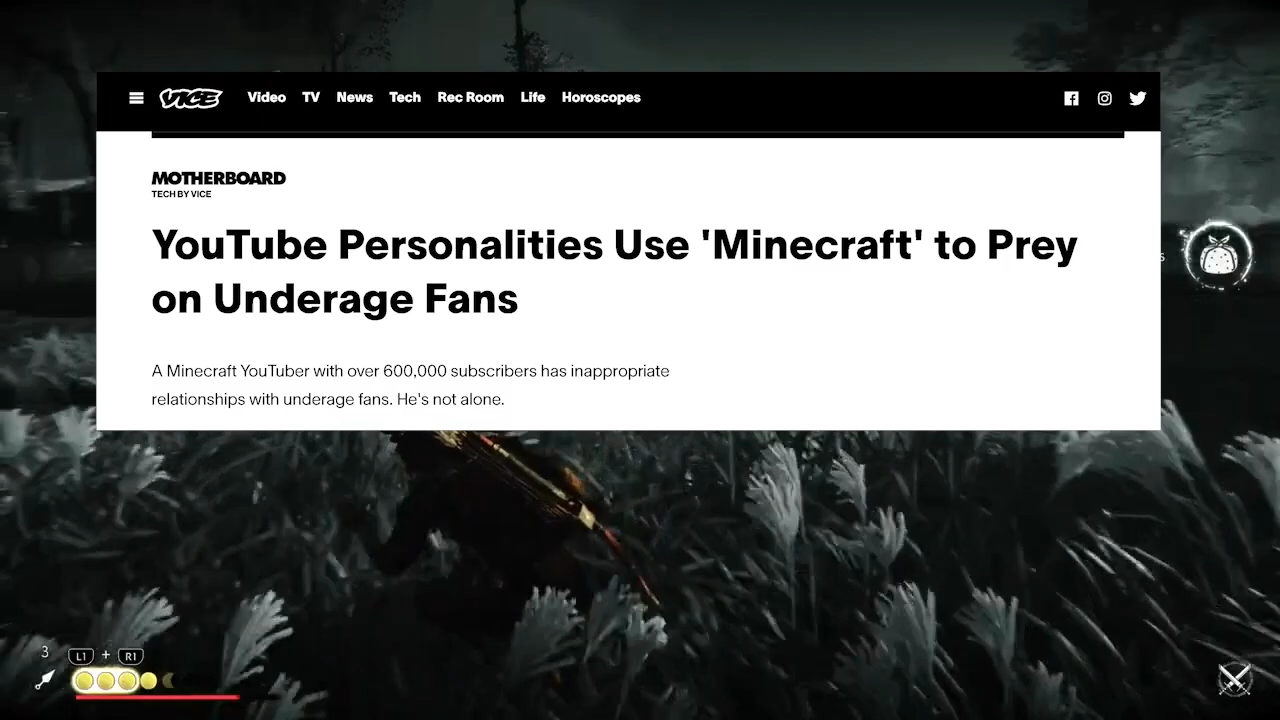 VICE
Video TV News Tech Rec Room Life Horoscopes
MOTHERBOARD
TECH BY VICE
YouTube Personalities Use 'Minecraft' to Prey
on Underage Fans
A Minecraft YouTuber with over 600,000 subscribers has inappropriate
relationships with underage fans. He's not alone.
s
3
L1 + R1